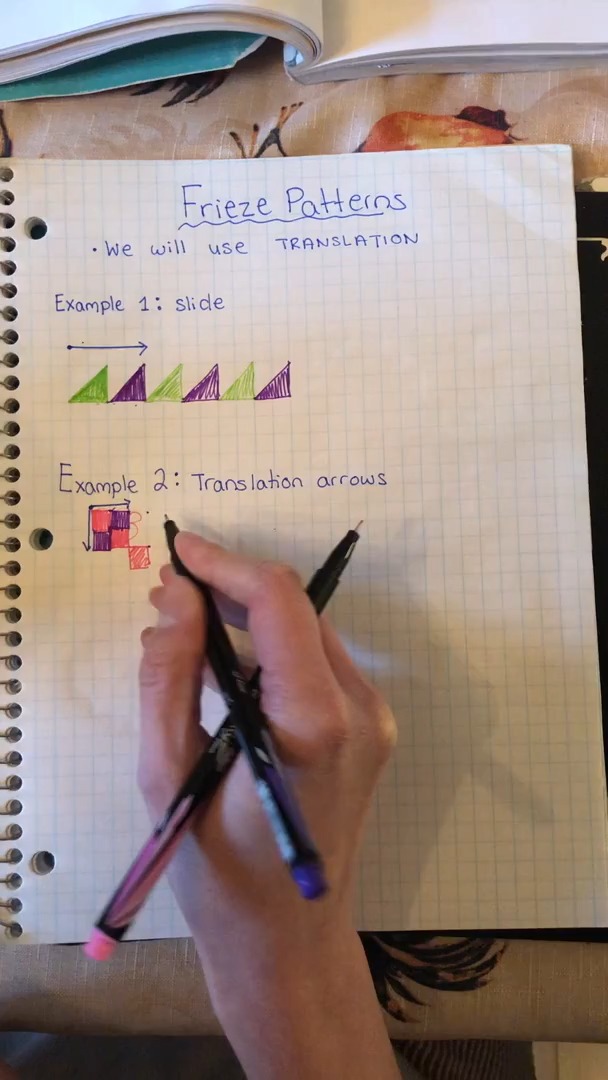 Frieze Patterns
• We will use TRANSLATION
Example 1: slide
Example 2: Translation arrows